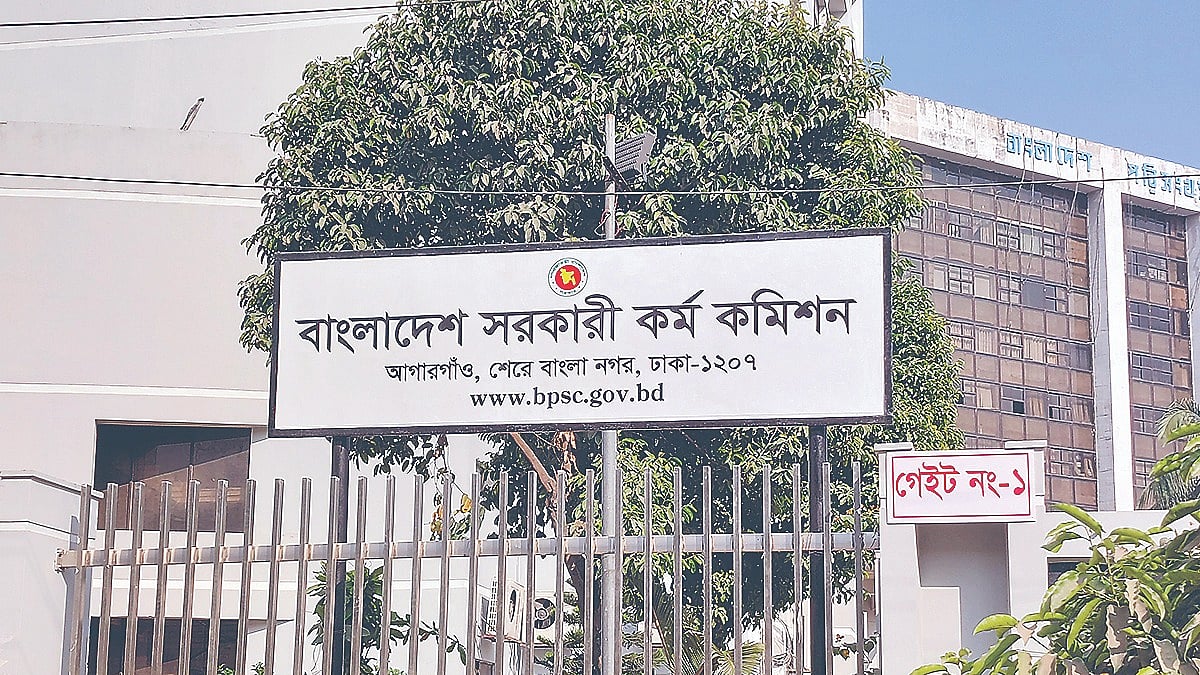 বাংলাদেশ সরকারী কর্ম কমিশন
আগারগাঁও, শেরে বাংলা নগর, ঢাকা-১২০৭
www.bpsc.gov.bd
গেইট নং-১
বাংলাদেশ